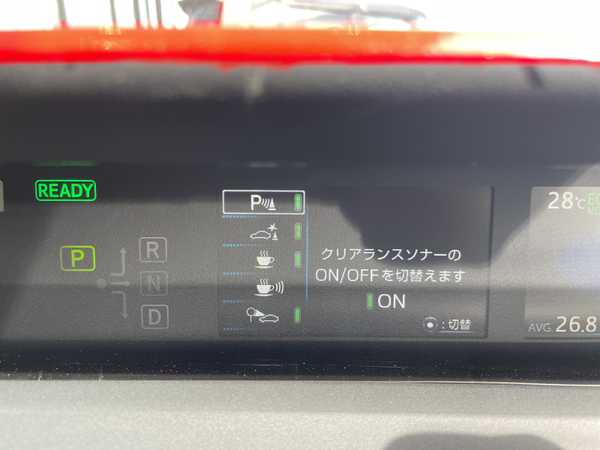 READY
P
R
N
D
P
クリアランスソナーの
ON/OFFを切替えます
ON
:切替
28℃
AVG 26.8